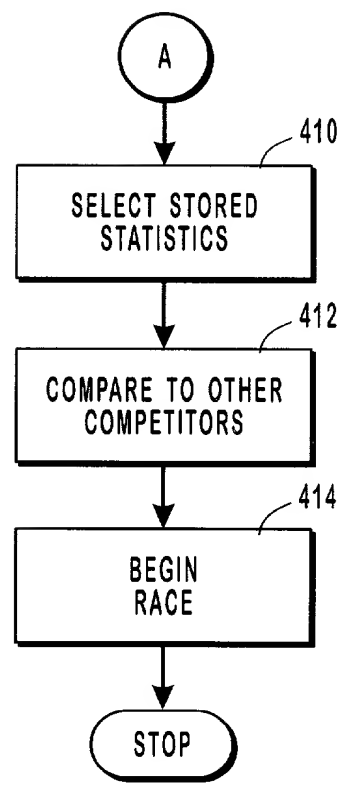 A
410
SELECT STORED
STATISTICS
412
COMPARE TO OTHER
COMPETITORS
414
BEGIN
RACE
STOP